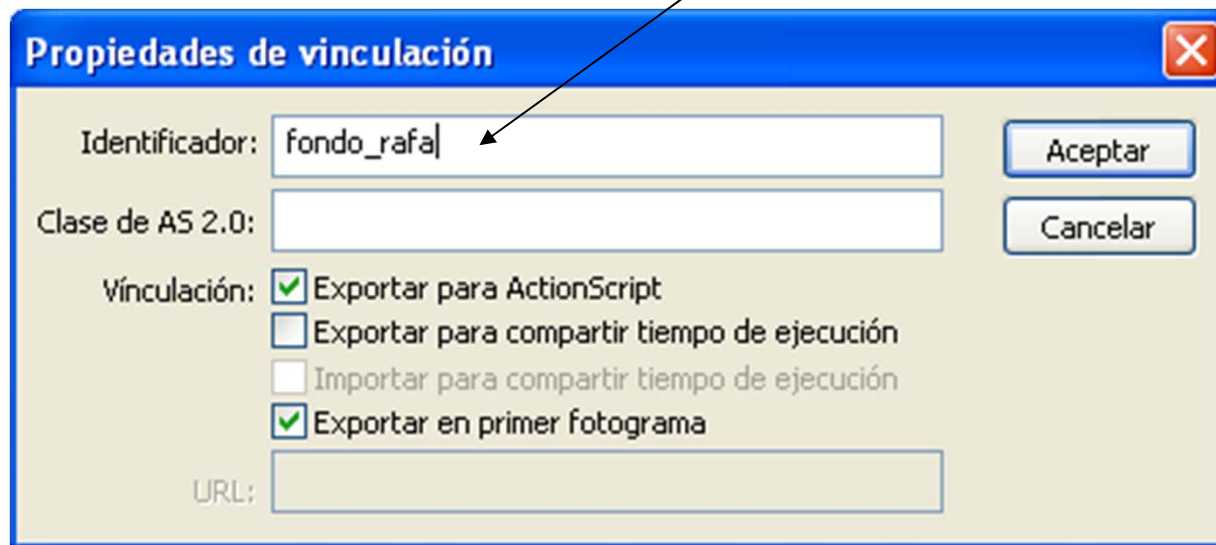 Propiedades de vinculación
Identificador: fondo_rafa
Aceptar
Clase de AS 2.0:
Cancelar
Vínculación: Exportar para ActionScript
Exportar para compartir tiempo de ejecución
Importar para compartir tiempo de ejecución
Exportar en primer fotograma
URL: